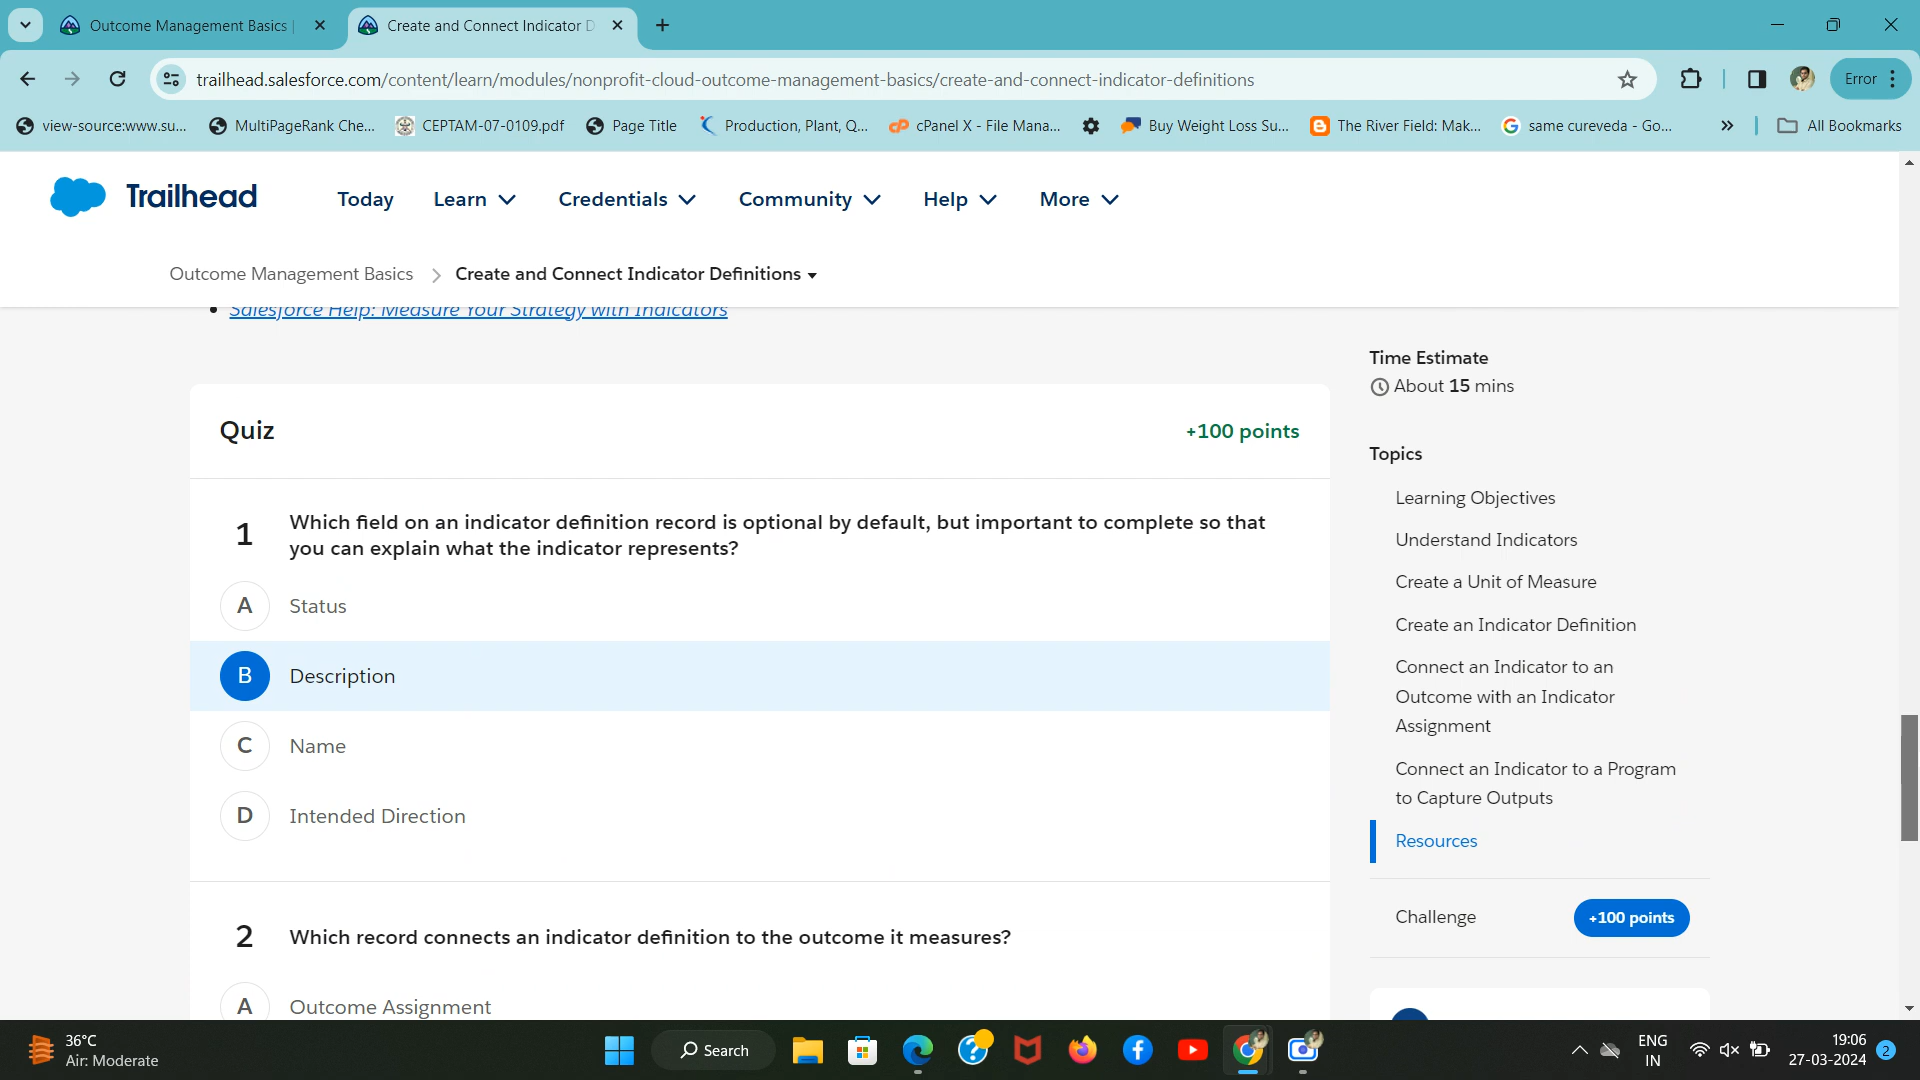 Outcome Management Basics |
Create and Connect Indicator D
trailhead.salesforce.com/content/learn/modules/nonprofit-cloud-outcome-management-basics/create-and-connect-indicator-definitions
Error
view-source:www.su...
MultiPageRank Che...
CEPTAM-07-0109.pdf
Page Title
Production, Plant, Q...
cPanel X - File Mana...
Buy Weight Loss Su...
The River Field: Mak...
same cureveda - Go...
All Bookmarks
Trailhead
Today
Learn
Credentials
Community
Help
More
Outcome Management Basics
Create and Connect Indicator Definitions
Salesforce Help: Measure Your Strategy with Indicators
Quiz
+100 points
1
Which field on an indicator definition record is optional by default, but important to complete so that
you can explain what the indicator represents?
A Status
B Description
C Name
D Intended Direction
2 Which record connects an indicator definition to the outcome it measures?
A Outcome Assignment
Time Estimate
About 15 mins
Topics
Learning Objectives
Understand Indicators
Create a Unit of Measure
Create an Indicator Definition
Connect an Indicator to an
Outcome with an Indicator
Assignment
Connect an Indicator to a Program
to Capture Outputs
Resources
Challenge
+100 points
36°C
Air: Moderate
Search
ENG
IN
19:06
27-03-2024
2